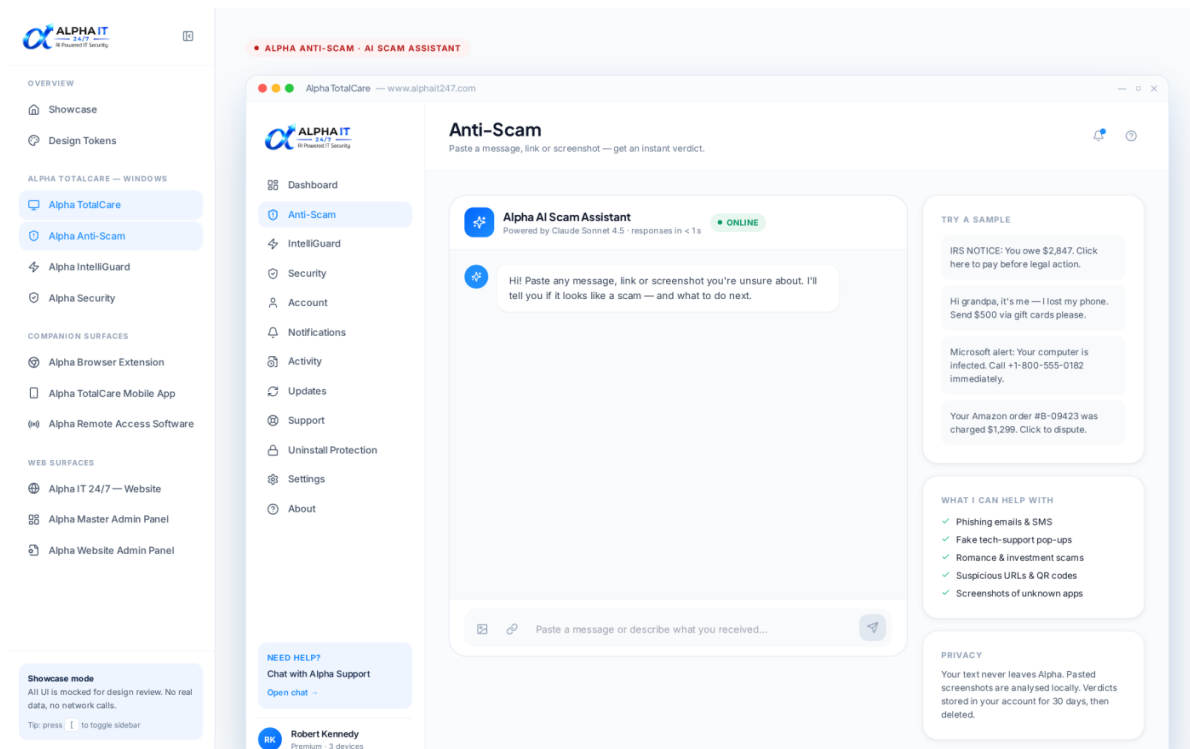 ALPHA IT
24/7
AI Powered IT Security
OVERVIEW
Showcase
Design Tokens
ALPHA TOTALCARE — WINDOWS
Alpha TotalCare
Alpha Anti-Scam
Alpha IntelliGuard
Alpha Security
COMPANION SURFACES
Alpha Browser Extension
Alpha TotalCare Mobile App
Alpha Remote Access Software
WEB SURFACES
Alpha IT 24/7 — Website
Alpha Master Admin Panel
Alpha Website Admin Panel
Showcase mode
All UI is mocked for design review. No real
data, no network calls.
Tip: press [ to toggle sidebar
ALPHA ANTI-SCAM · AI SCAM ASSISTANT
AlphaTotalCare — www.alphait247.com
ALPHA IT
24/7
AI Powered IT Security
Dashboard
Anti-Scam
IntelliGuard
Security
Account
Notifications
Activity
Updates
Support
Uninstall Protection
Settings
About
NEED HELP?
Chat with Alpha Support
Open chat →
RK
Robert Kennedy
Premium · 3 devices
Anti-Scam
Paste a message, link or screenshot — get an instant verdict.
Alpha AI Scam Assistant
Powered by Claude Sonnet 4.5 · responses in < 1 s
ONLINE
Hi! Paste any message, link or screenshot you're unsure about. I'll
tell you if it looks like a scam — and what to do next.
Paste a message or describe what you received...
TRY A SAMPLE
IRS NOTICE: You owe $2,847. Click
here to pay before legal action.
Hi grandpa, it's me — I lost my phone.
Send $500 via gift cards please.
Microsoft alert: Your computer is
infected. Call +1-800-555-0182
immediately.
Your Amazon order #B-09423 was
charged $1,299. Click to dispute.
WHAT I CAN HELP WITH
Phishing emails & SMS
Fake tech-support pop-ups
Romance & investment scams
Suspicious URLs & QR codes
Screenshots of unknown apps
PRIVACY
Your text never leaves Alpha. Pasted
screenshots are analysed locally. Verdicts
stored in your account for 30 days, then
deleted.